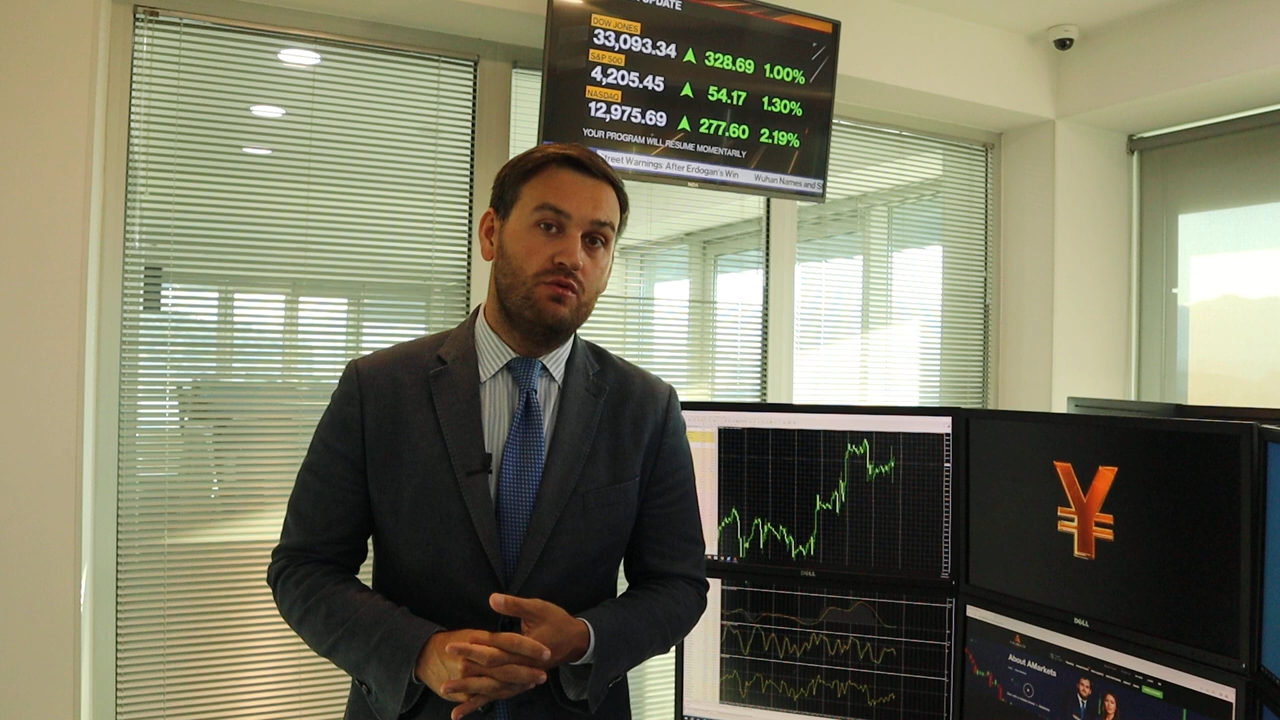 UPDATE
DOW JONES
33,093.34 ▲ 328.69 1.00%
S&P 500
4,205.45 ▲ 54.17 1.30%
NASDAQ
12,975.69 ▲ 277.60 2.19%
YOUR PROGRAM WILL RESUME MOMENTARILY
Street Warnings After Erdogan's Win Wuhan Names and S
¥
DELL
DELL
About AMarkets